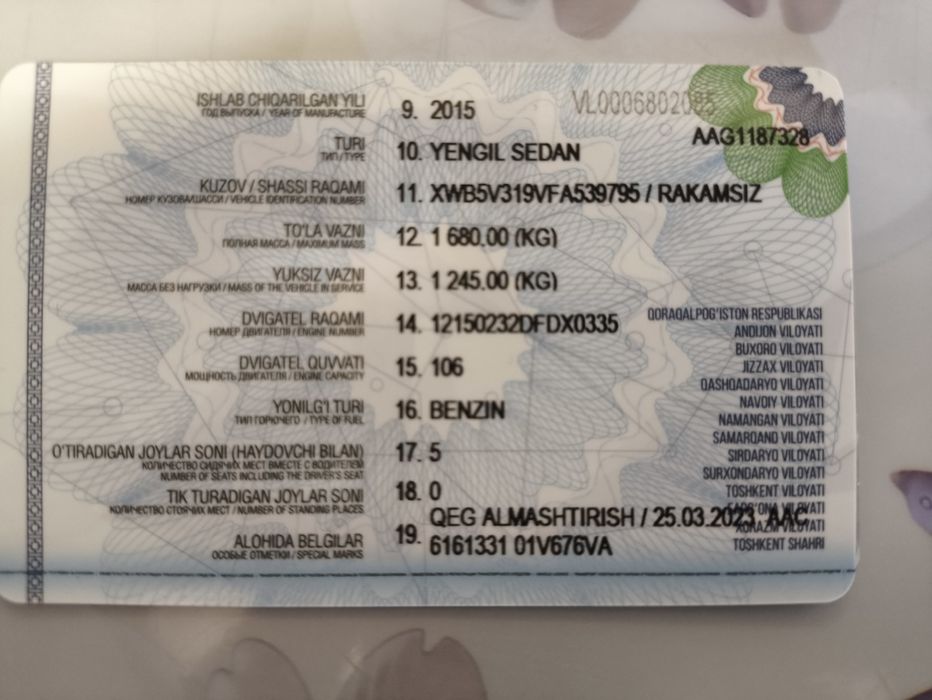 ISHLAB CHIQARILGAN YILI 9. 2015
ГОД ВЫПУСКА / YEAR OF MANUFACTURE
AAG1187328
TURI 10. YENGIL SEDAN
ТИП / TYPE
KUZOV / SHASSI RAQAMI 11. XWB5V319VFA539795 / RAKAMSIZ
НОМЕР КУЗОВА/ШАССИ / VEHICLE IDENTIFICATION NUMBER
TO'LA VAZNI 12. 1 680.00 (KG)
ПОЛНАЯ МАССА / MAXIMUM MASS
YUKSIZ VAZNI 13. 1 245.00 (KG)
МАССА БЕЗ НАГРУЗКИ / MASS OF THE VEHICLE IN SERVICE
DVIGATEL RAQAMI 14. 12150232DFDX0335
НОМЕР ДВИГАТЕЛЯ / ENGINE NUMBER
DVIGATEL QUVVATI 15. 106
МОЩНОСТЬ ДВИГАТЕЛЯ / ENGINE CAPACITY
YONILG'I TURI 16. BENZIN
ТИП ГОРЮЧЕГО / TYPE OF FUEL
O'TIRADIGAN JOYLAR SONI (HAYDOVCHI BILAN) 17. 5
КОЛИЧЕСТВО СИДЯЧИХ МЕСТ ВМЕСТЕ С ВОДИТЕЛЕМ
NUMBER OF SEATS INCLUDING THE DRIVER'S SEAT
TIK TURADIGAN JOYLAR SONI 18. 0
КОЛИЧЕСТВО СТОЯЧИХ МЕСТ / NUMBER OF STANDING PLACES
ALOHIDA BELGILAR 19. QEG ALMASHTIRISH / 25.03.2023 AAC
6161331 01V676VA
ОСОБЫЕ ОТМЕТКИ / SPECIAL MARKS
QORAQALPOG'ISTON RESPUBLIKASI
ANDIJON VILOYATI
BUXORO VILOYATI
JIZZAX VILOYATI
QASHQADARYO VILOYATI
NAVOIY VILOYATI
NAMANGAN VILOYATI
SAMARQAND VILOYATI
SIRDARYO VILOYATI
SURXONDARYO VILOYATI
TOSHKENT VILOYATI
FARG'ONA VILOYATI
XORAZM VILOYATI
TOSHKENT SHAHRI